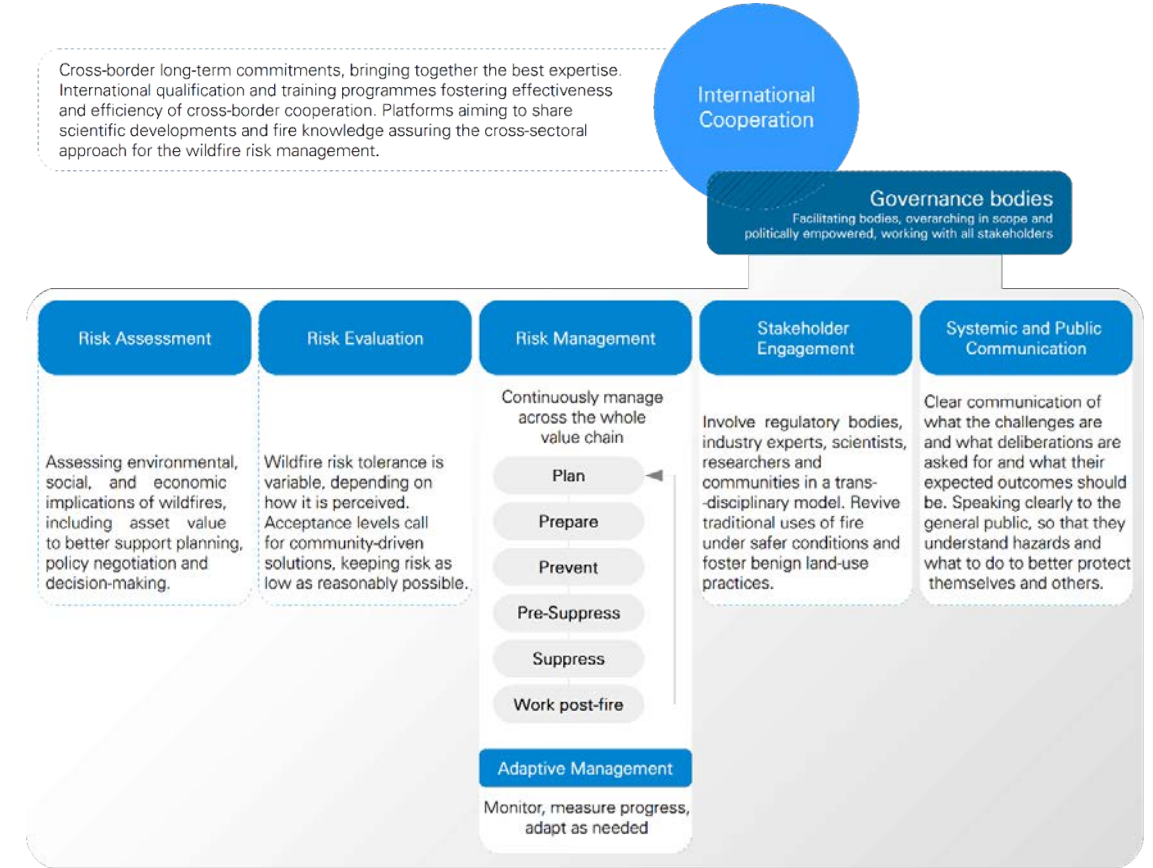 Cross-border long-term commitments, bringing together the best expertise.
International qualification and training programmes fostering effectiveness
and efficiency of cross-border cooperation. Platforms aiming to share
scientific developments and fire knowledge assuring the cross-sectoral
approach for the wildfire risk management.
International
Cooperation
Governance bodies
Facilitating bodies, overarching in scope and
politically empowered, working with all stakeholders
Risk Assessment
Assessing environmental,
social, and economic
implications of wildfires,
including asset value
to better support planning,
policy negotiation and
decision-making.
Risk Evaluation
Wildfire risk tolerance is
variable, depending on
how it is perceived.
Acceptance levels call
for community-driven
solutions, keeping risk as
low as reasonably possible.
Risk Management
Continuously manage
across the whole
value chain
Plan
Prepare
Prevent
Pre-Suppress
Suppress
Work post-fire
Adaptive Management
Monitor, measure progress,
adapt as needed
Stakeholder
Engagement
Involve regulatory bodies,
industry experts, scientists,
researchers and
communities in a trans-
-disciplinary model. Revive
traditional uses of fire
under safer conditions and
foster benign land-use
practices.
Systemic and Public
Communication
Clear communication of
what the challenges are
and what deliberations are
asked for and what their
expected outcomes should
be. Speaking clearly to the
general public, so that they
understand hazards and
what to do to better protect
themselves and others.